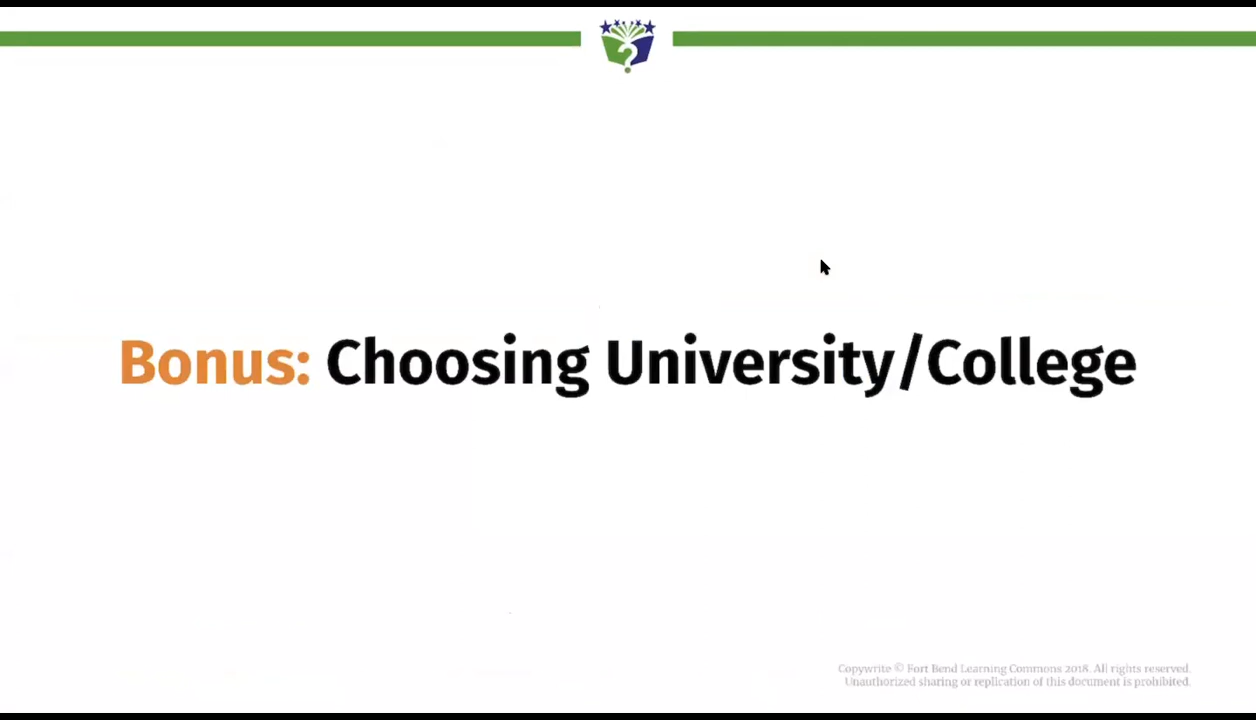 Bonus: Choosing University/College
Copywrite © Fort Bend Learning Commons 2018. All rights reserved.
Unauthorized sharing or replication of this document is prohibited.